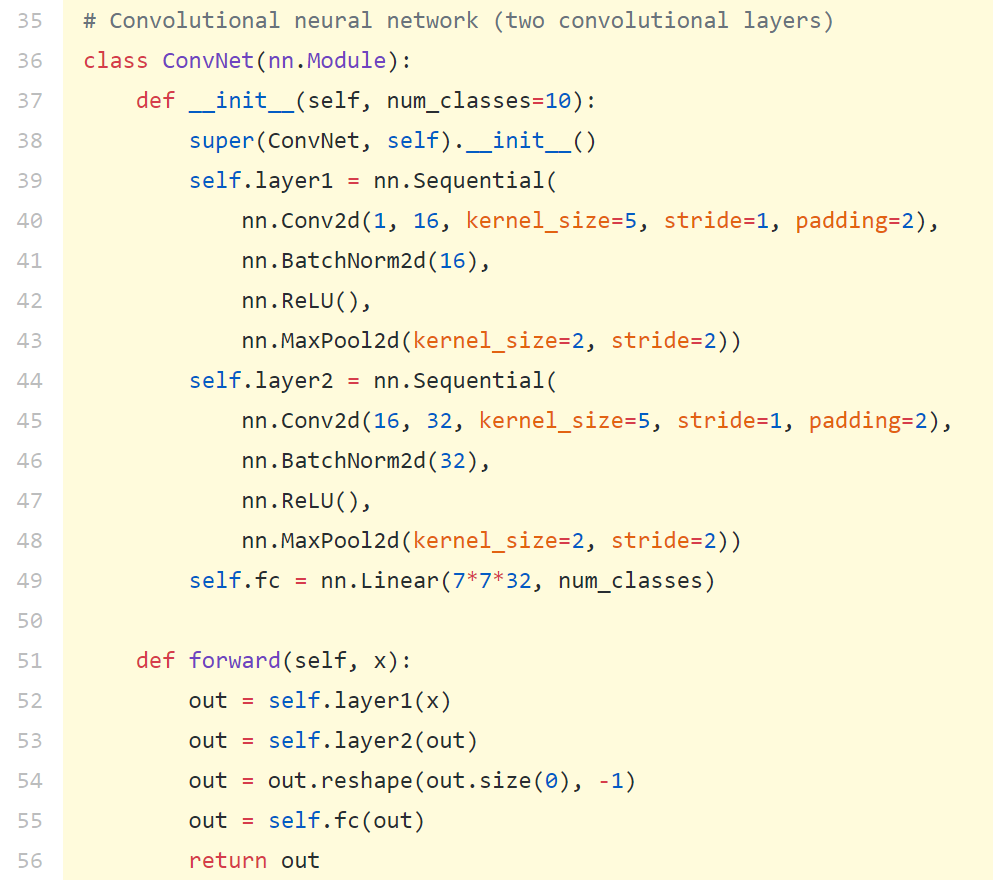 35 # Convolutional neural network (two convolutional layers)
36 class ConvNet(nn.Module):
37     def __init__(self, num_classes=10):
38         super(ConvNet, self).__init__()
39         self.layer1 = nn.Sequential(
40             nn.Conv2d(1, 16, kernel_size=5, stride=1, padding=2),
41             nn.BatchNorm2d(16),
42             nn.ReLU(),
43             nn.MaxPool2d(kernel_size=2, stride=2))
44         self.layer2 = nn.Sequential(
45             nn.Conv2d(16, 32, kernel_size=5, stride=1, padding=2),
46             nn.BatchNorm2d(32),
47             nn.ReLU(),
48             nn.MaxPool2d(kernel_size=2, stride=2))
49         self.fc = nn.Linear(7*7*32, num_classes)
50
51     def forward(self, x):
52         out = self.layer1(x)
53         out = self.layer2(out)
54         out = out.reshape(out.size(0), -1)
55         out = self.fc(out)
56         return out